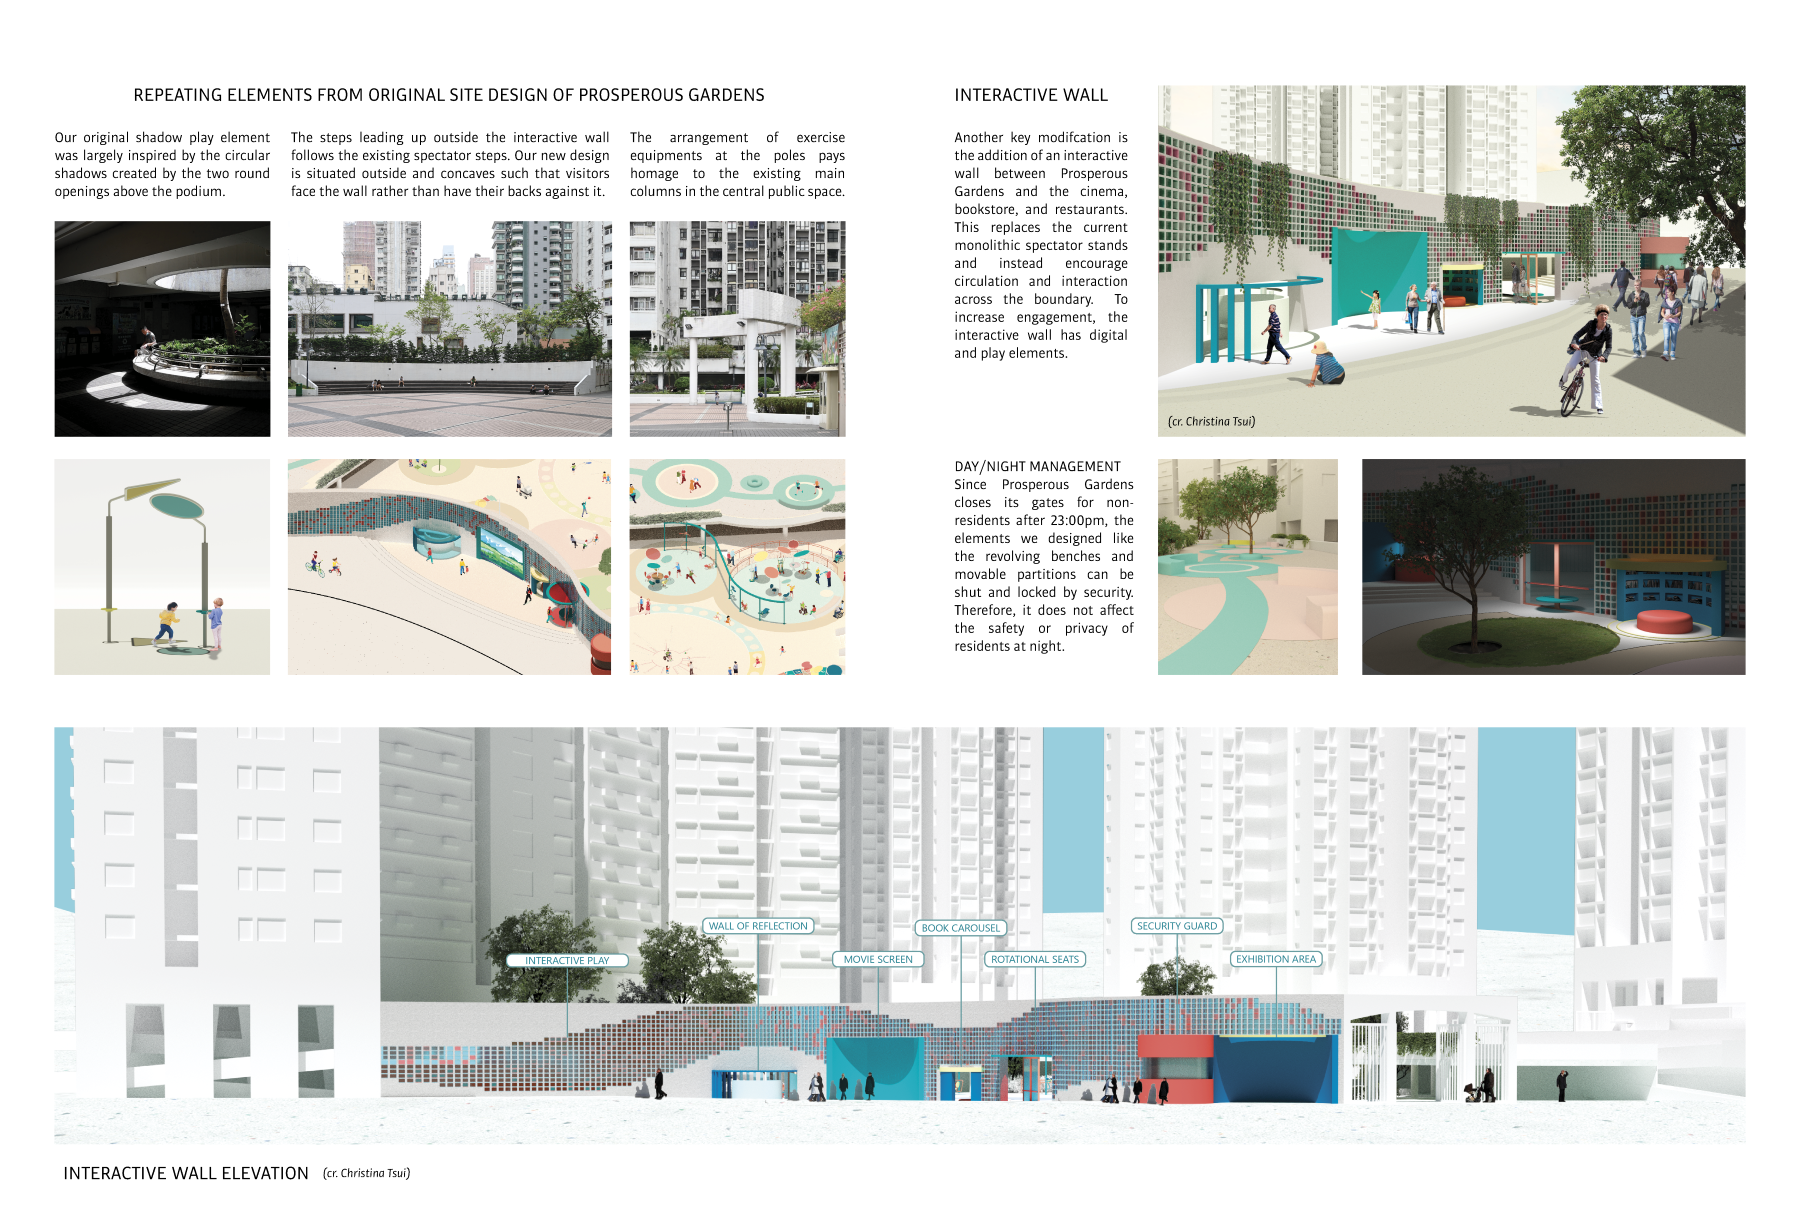 REPEATING ELEMENTS FROM ORIGINAL SITE DESIGN OF PROSPEROUS GARDENS
Our original shadow play element
was largely inspired by the circular
shadows created by the two round
openings above the podium.
The steps leading up outside the interactive wall
follows the existing spectator steps. Our new design
is situated outside and concaves such that visitors
face the wall rather than have their backs against it.
The arrangement of exercise
equipments at the poles pays
homage to the existing main
columns in the central public space.
INTERACTIVE WALL
Another key modifcation is
the addition of an interactive
wall between Prosperous
Gardens and the cinema,
bookstore, and restaurants.
This replaces the current
monolithic spectator stands
and instead encourage
circulation and interaction
across the boundary. To
increase engagement, the
interactive wall has digital
and play elements.
(cr. Christina Tsui)
DAY/NIGHT MANAGEMENT
Since Prosperous Gardens
closes its gates for non-
residents after 23:00pm, the
elements we designed like
the revolving benches and
movable partitions can be
shut and locked by security.
Therefore, it does not affect
the safety or privacy of
residents at night.
INTERACTIVE PLAY
WALL OF REFLECTION
MOVIE SCREEN
BOOK CAROUSEL
ROTATIONAL SEATS
SECURITY GUARD
EXHIBITION AREA
INTERACTIVE WALL ELEVATION (cr. Christina Tsui)